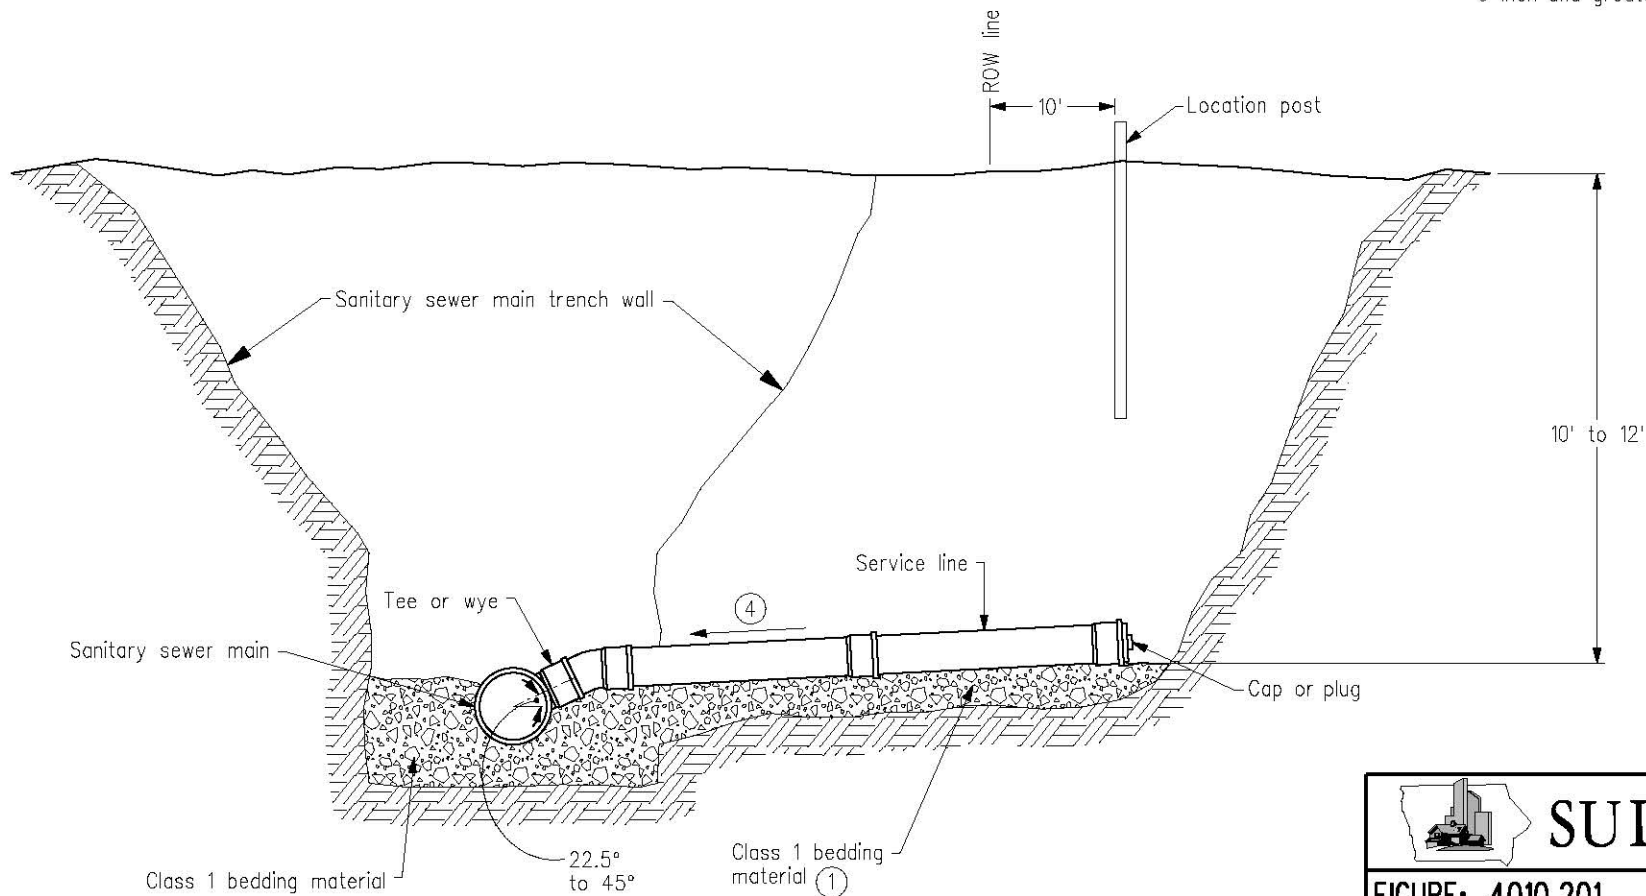 ROW line
10'
Location post
Sanitary sewer main trench wall
10' to 12'
Service line
Tee or wye
4
Sanitary sewer main
Cap or plug
22.5°
to 45°
Class 1 bedding
material 1
Class 1 bedding material
FIGURE: 4010.201